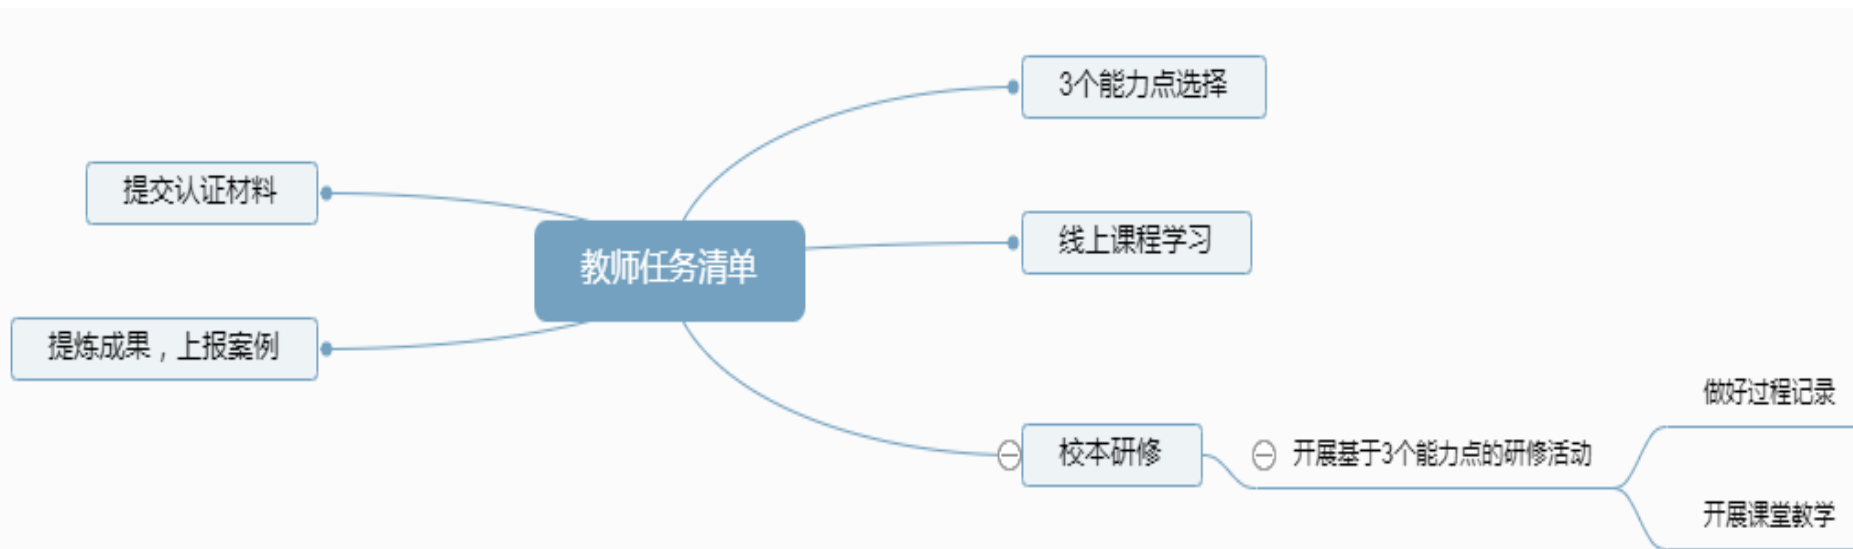 3个能力点选择
提交认证材料
线上课程学习
教师任务清单
提炼成果，上报案例
做好过程记录
校本研修
开展基于3个能力点的研修活动
开展课堂教学